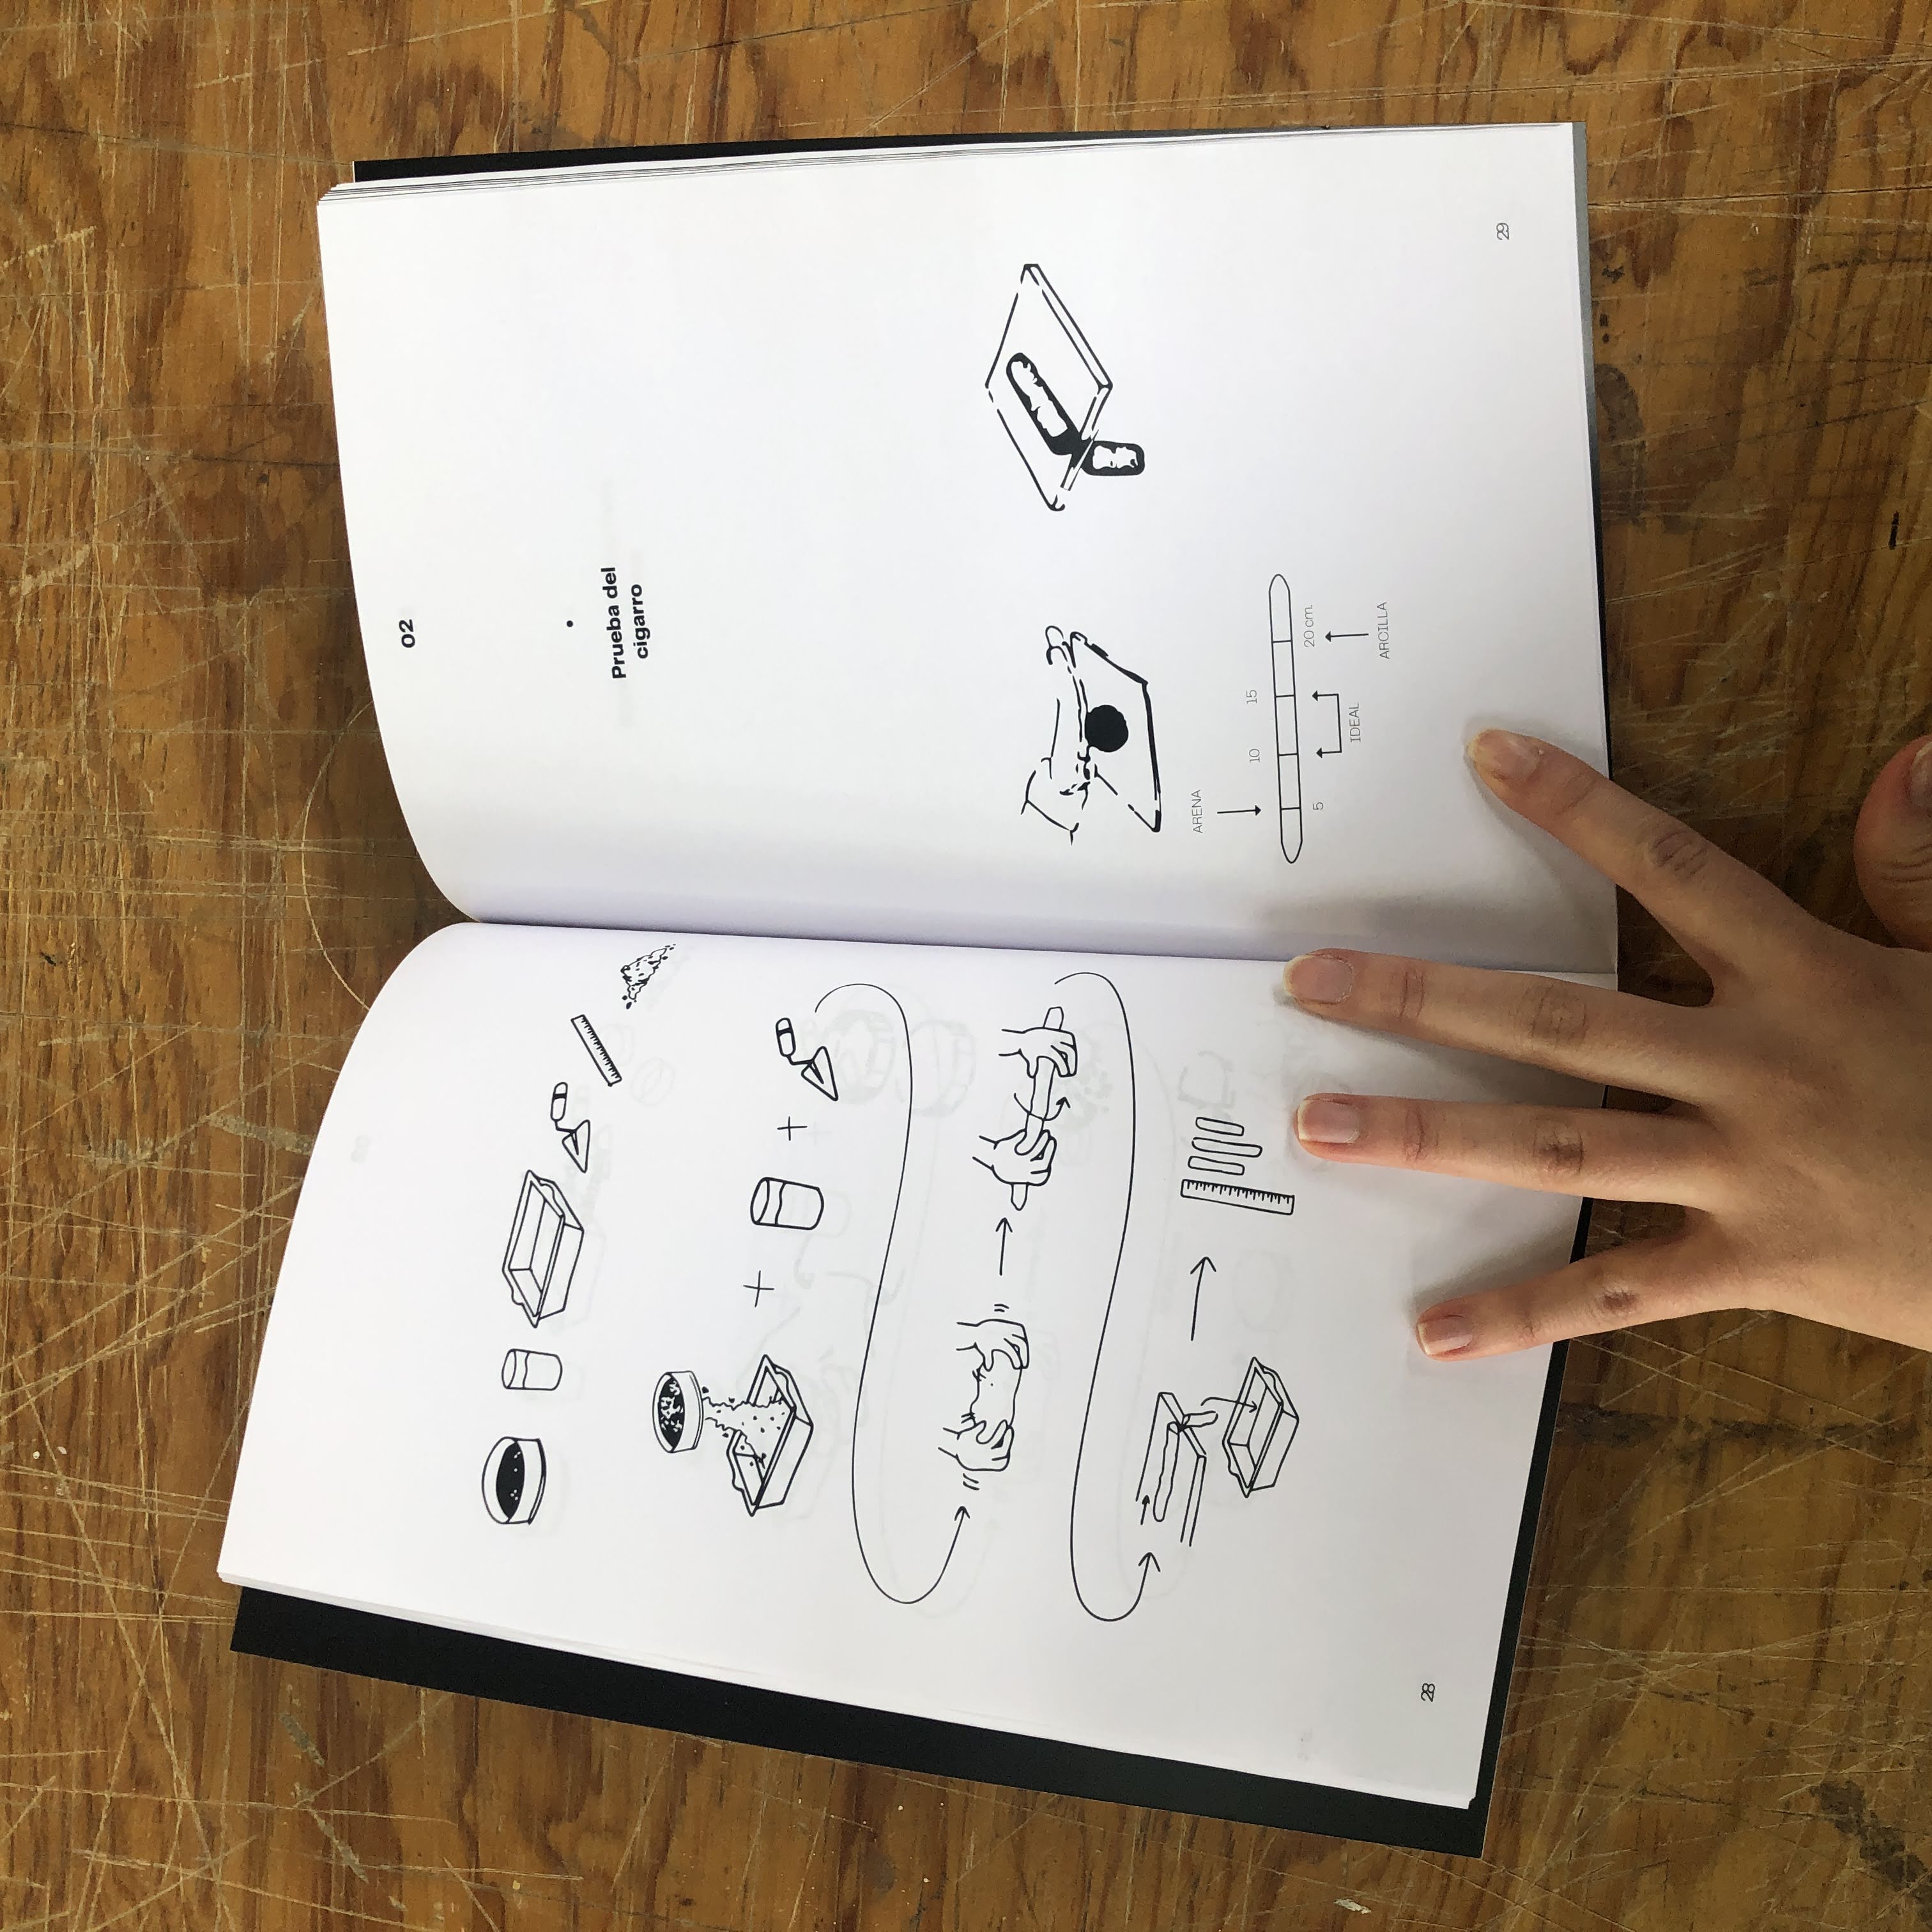 28
02
Prueba del
cigarro
ARENA
10 15
5 20 cm.
IDEAL
ARCILLA
29